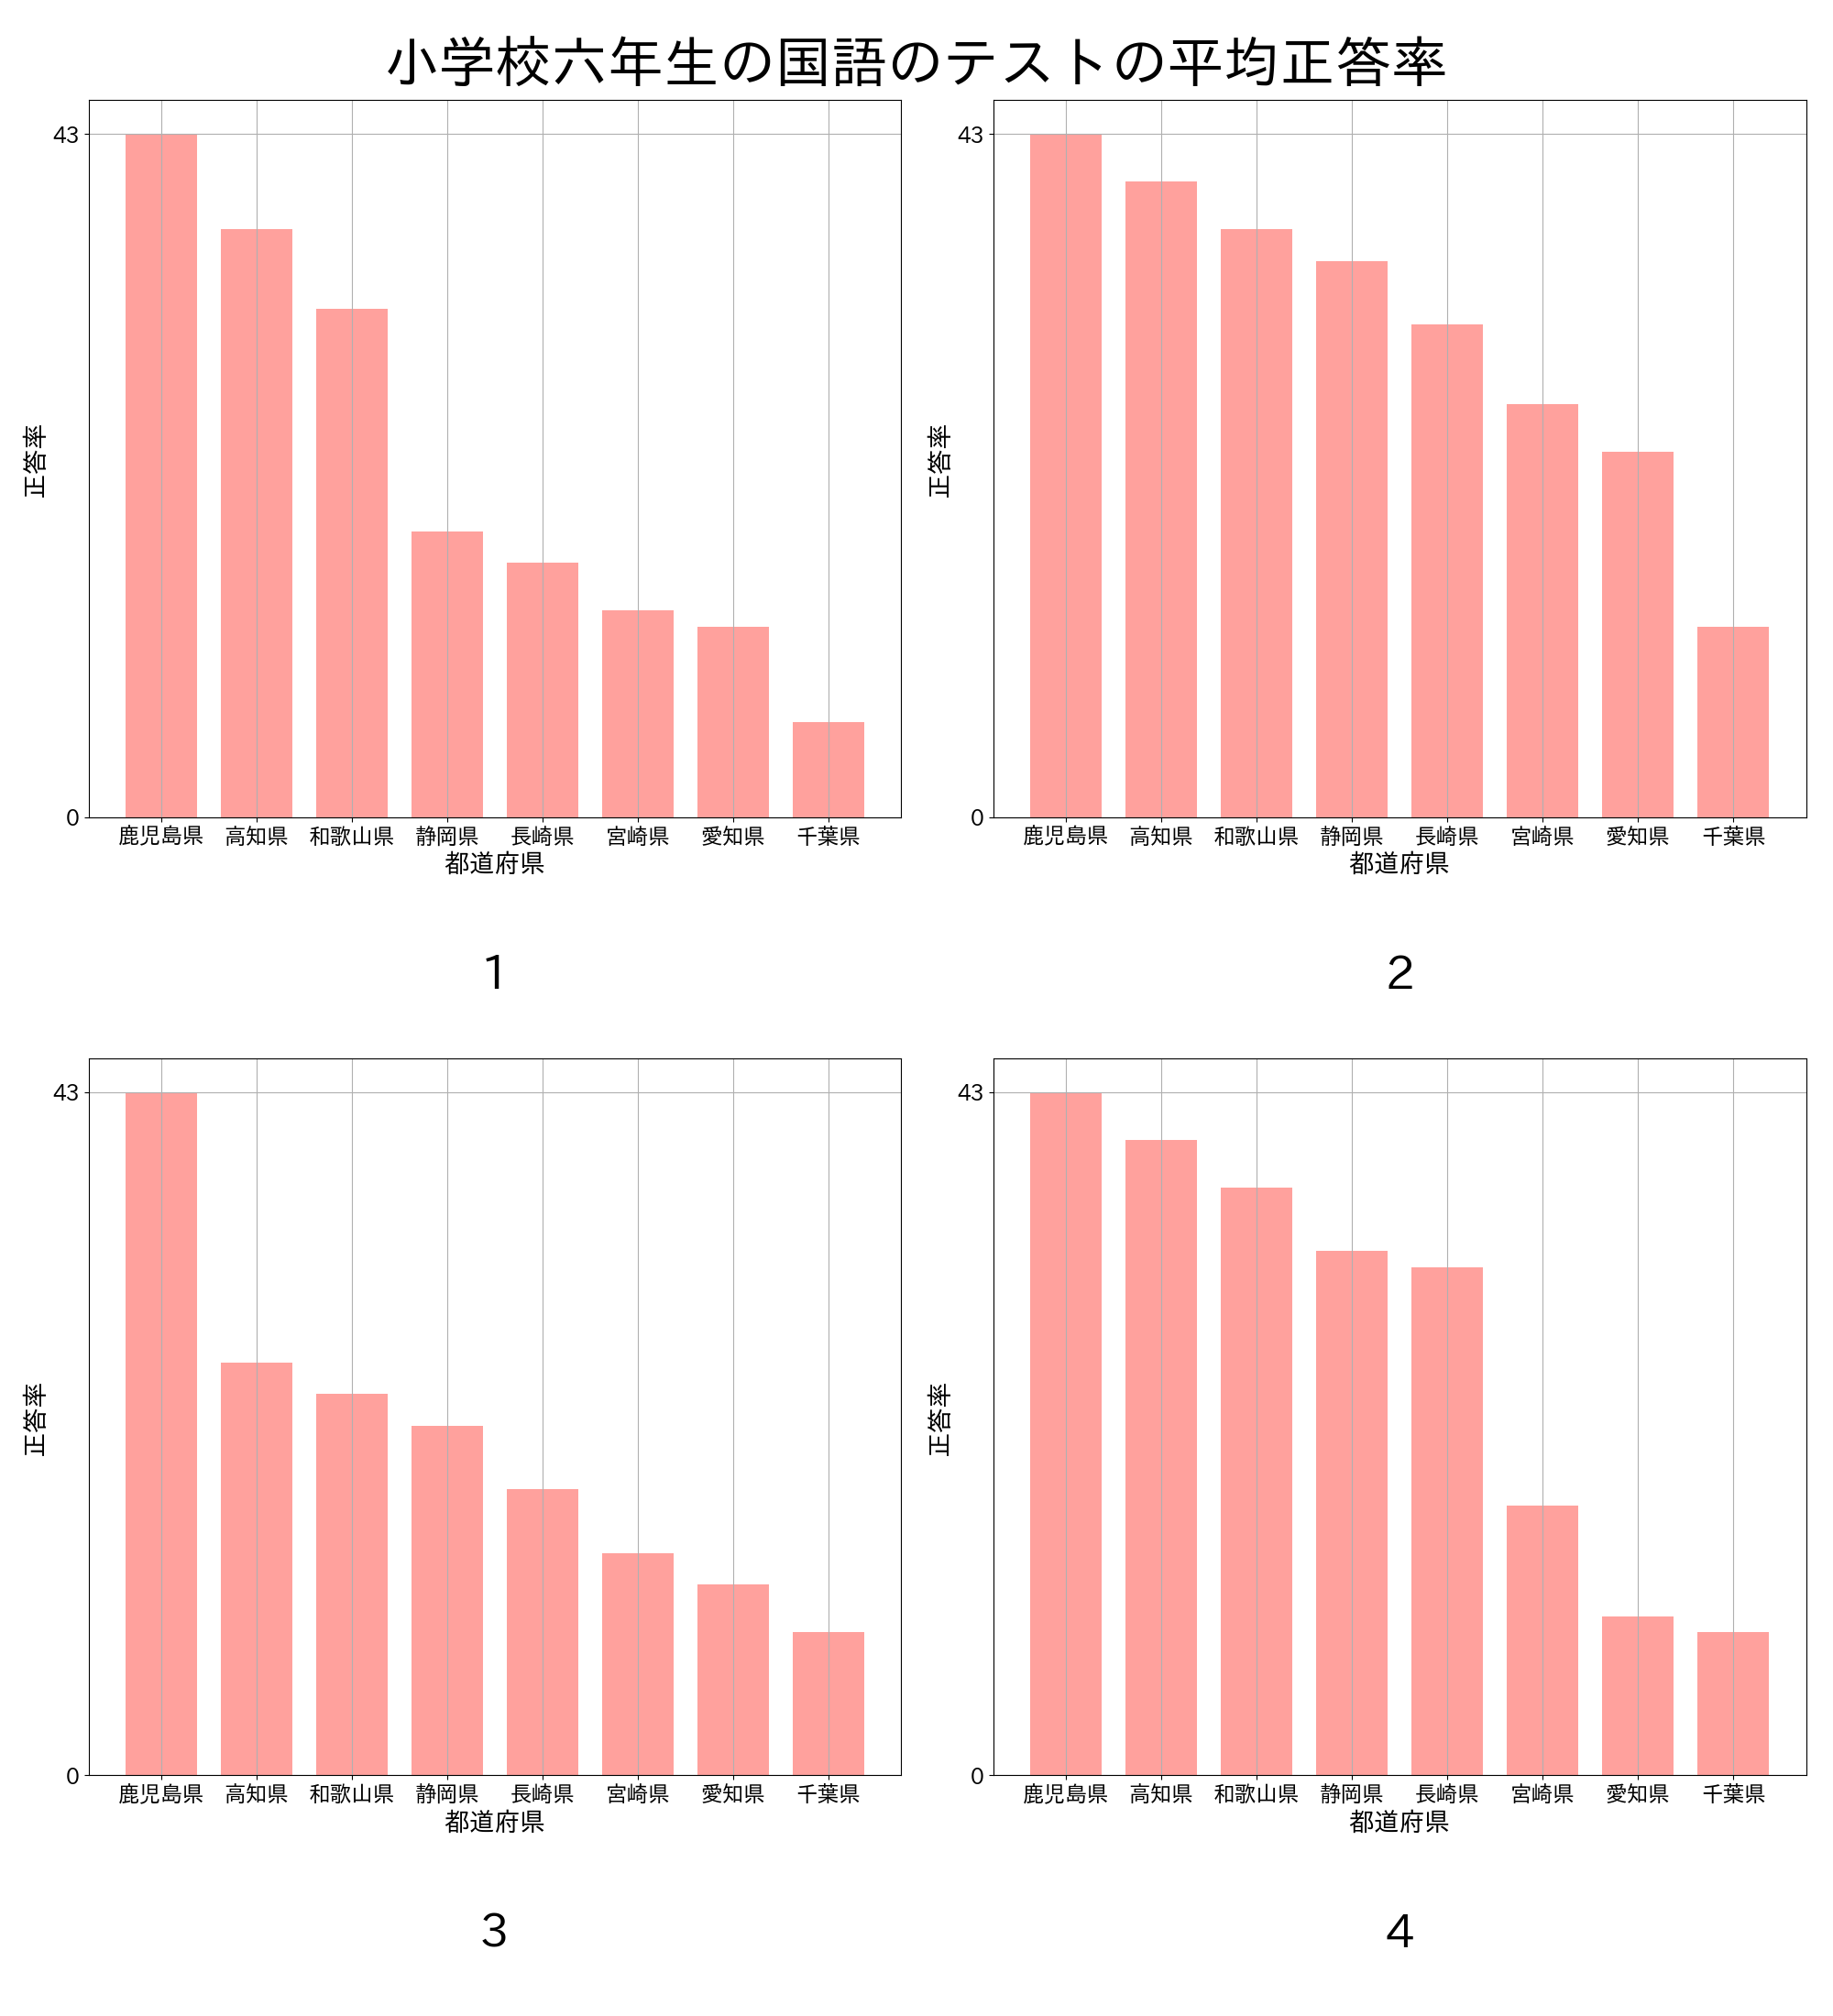 小学校六年生の国語のテストの平均正答率
43
0
正答率
鹿児島県 高知県 和歌山県 静岡県 長崎県 宮崎県 愛知県 千葉県
都道府県
1
43
0
正答率
鹿児島県 高知県 和歌山県 静岡県 長崎県 宮崎県 愛知県 千葉県
都道府県
2
43
0
正答率
鹿児島県 高知県 和歌山県 静岡県 長崎県 宮崎県 愛知県 千葉県
都道府県
3
43
0
正答率
鹿児島県 高知県 和歌山県 静岡県 長崎県 宮崎県 愛知県 千葉県
都道府県
4